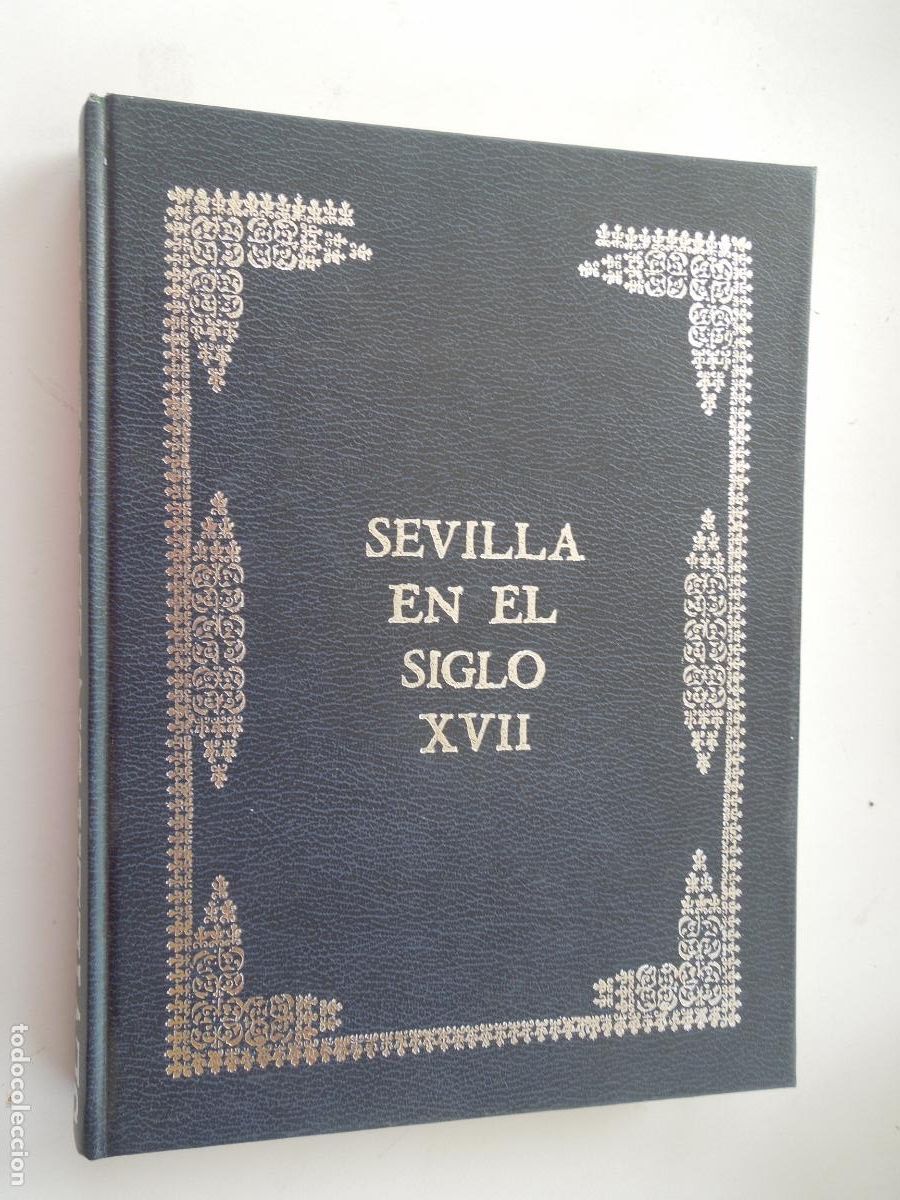 SEVILLA
EN EL
SIGLO
XVII
todocoleccion